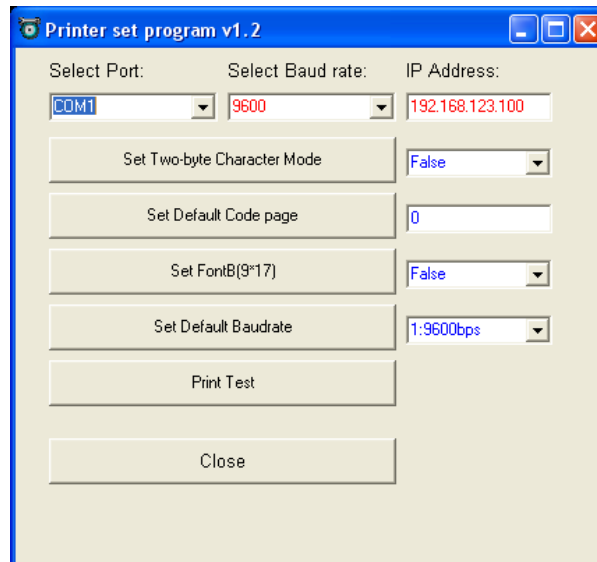 Printer set program v1.2
Select Port: Select Baud rate: IP Address:
COM1 9600 192.168.123.100
Set Two-byte Character Mode False
Set Default Code page 0
Set FontB(9*17) False
Set Default Baudrate 1:9600bps
Print Test
Close